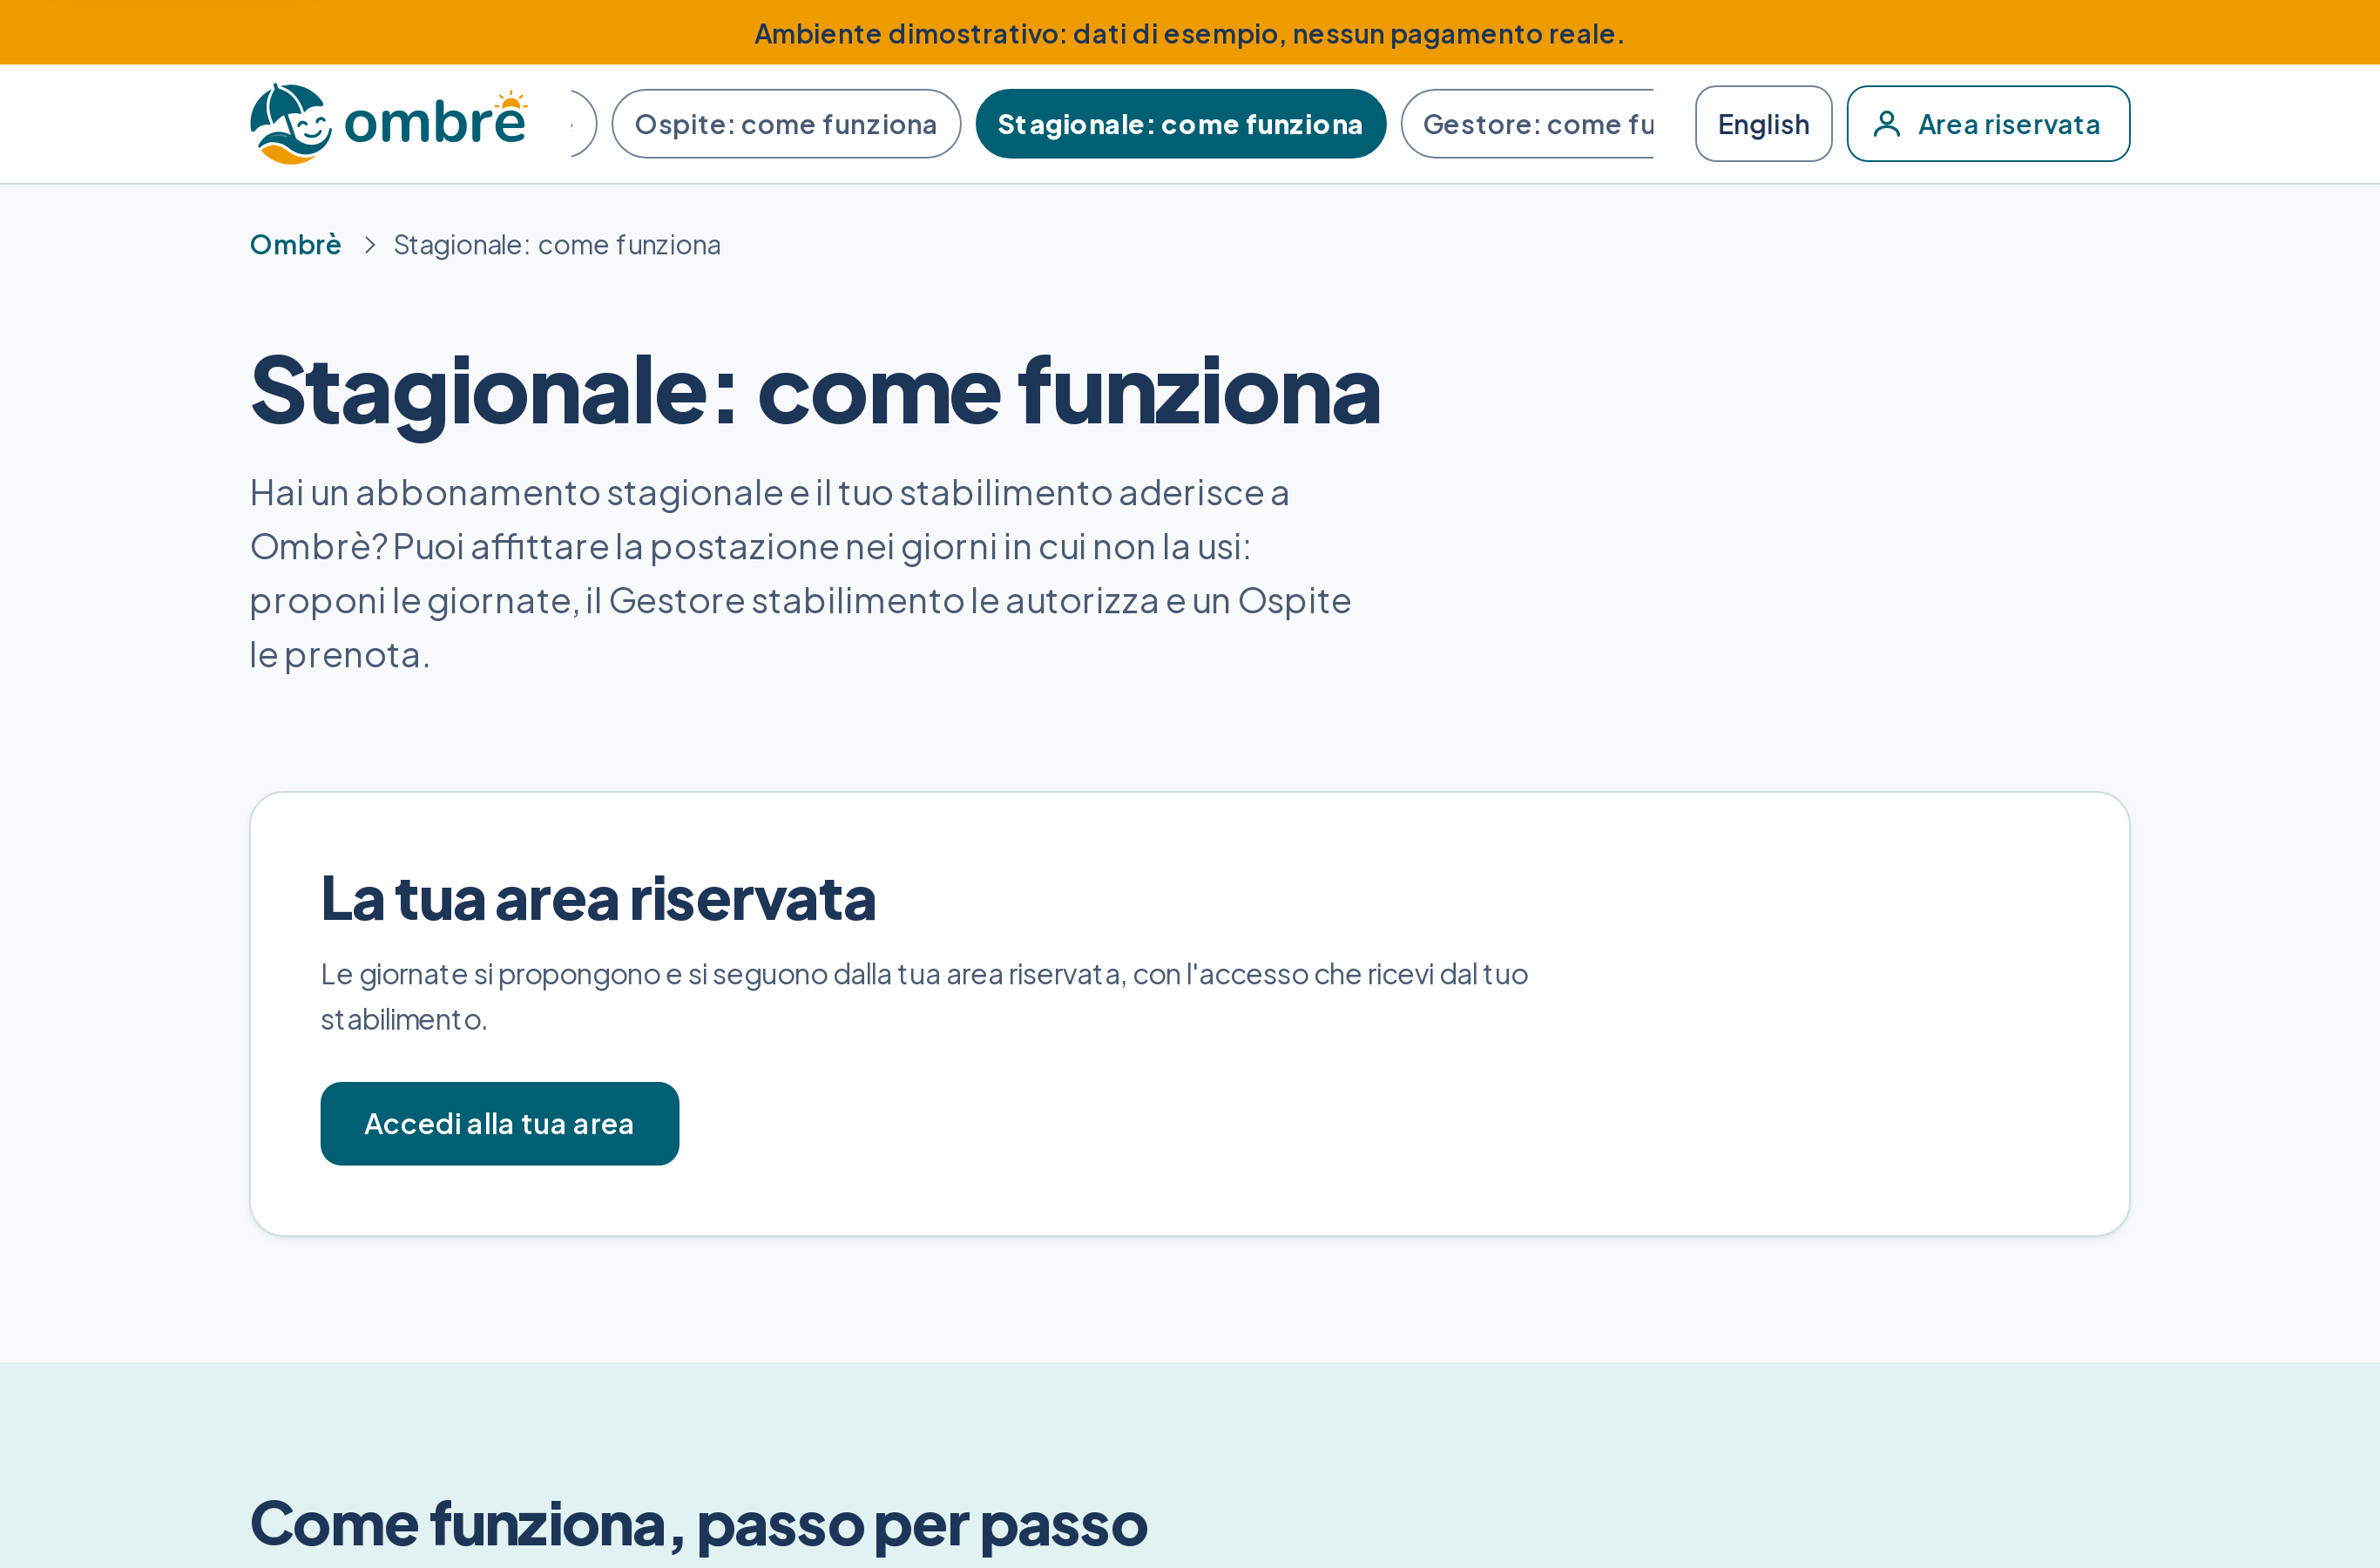 Ambiente dimostrativo: dati di esempio, nessun pagamento reale.
ombrè
Ospite: come funziona
Stagionale: come funziona
Gestore: come fu
English
Area riservata
Ombrè > Stagionale: come funziona
Stagionale: come funziona
Hai un abbonamento stagionale e il tuo stabilimento aderisce a
Ombrè? Puoi affittare la postazione nei giorni in cui non la usi:
proponi le giornate, il Gestore stabilimento le autorizza e un Ospite
le prenota.
La tua area riservata
Le giornate si propongono e si seguono dalla tua area riservata, con l'accesso che ricevi dal tuo
stabilimento.
Accedi alla tua area
Come funziona, passo per passo